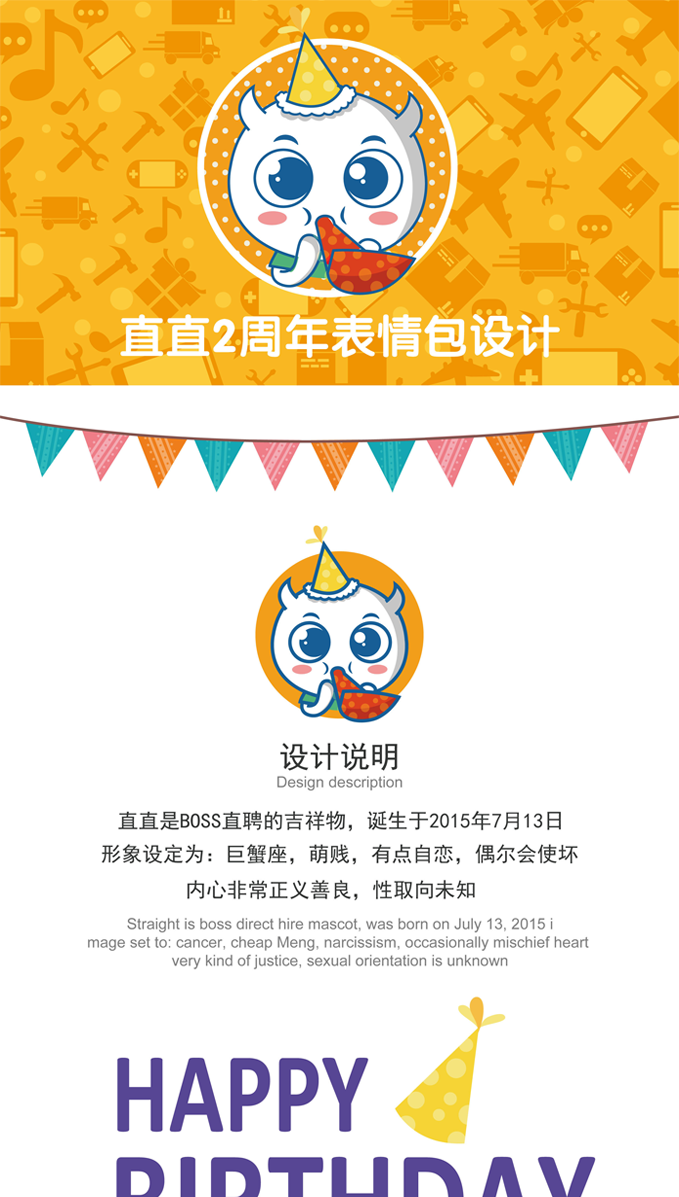 直直2周年表情包设计
设计说明
Design description
直直是BOSS直聘的吉祥物，诞生于2015年7月13日
形象设定为：巨蟹座，萌贱，有点自恋，偶尔会使坏
内心非常正义善良，性取向未知
Straight is boss direct hire mascot, was born on July 13, 2015 i
mage set to: cancer, cheap Meng, narcissism, occasionally mischief heart
very kind of justice, sexual orientation is unknown
HAPPY
BIRTHDAY